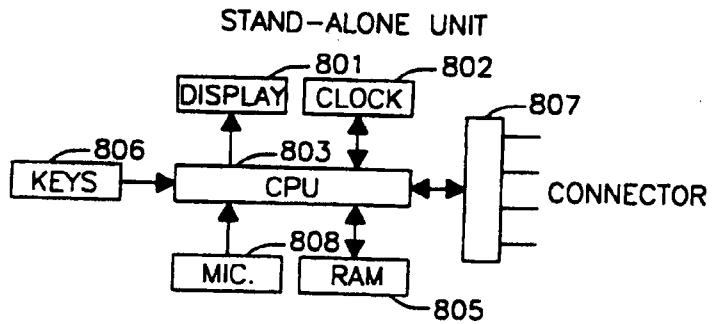 STAND-ALONE UNIT
801 802
DISPLAY CLOCK 807
806 803
KEYS CPU CONNECTOR
808
MIC. RAM
805